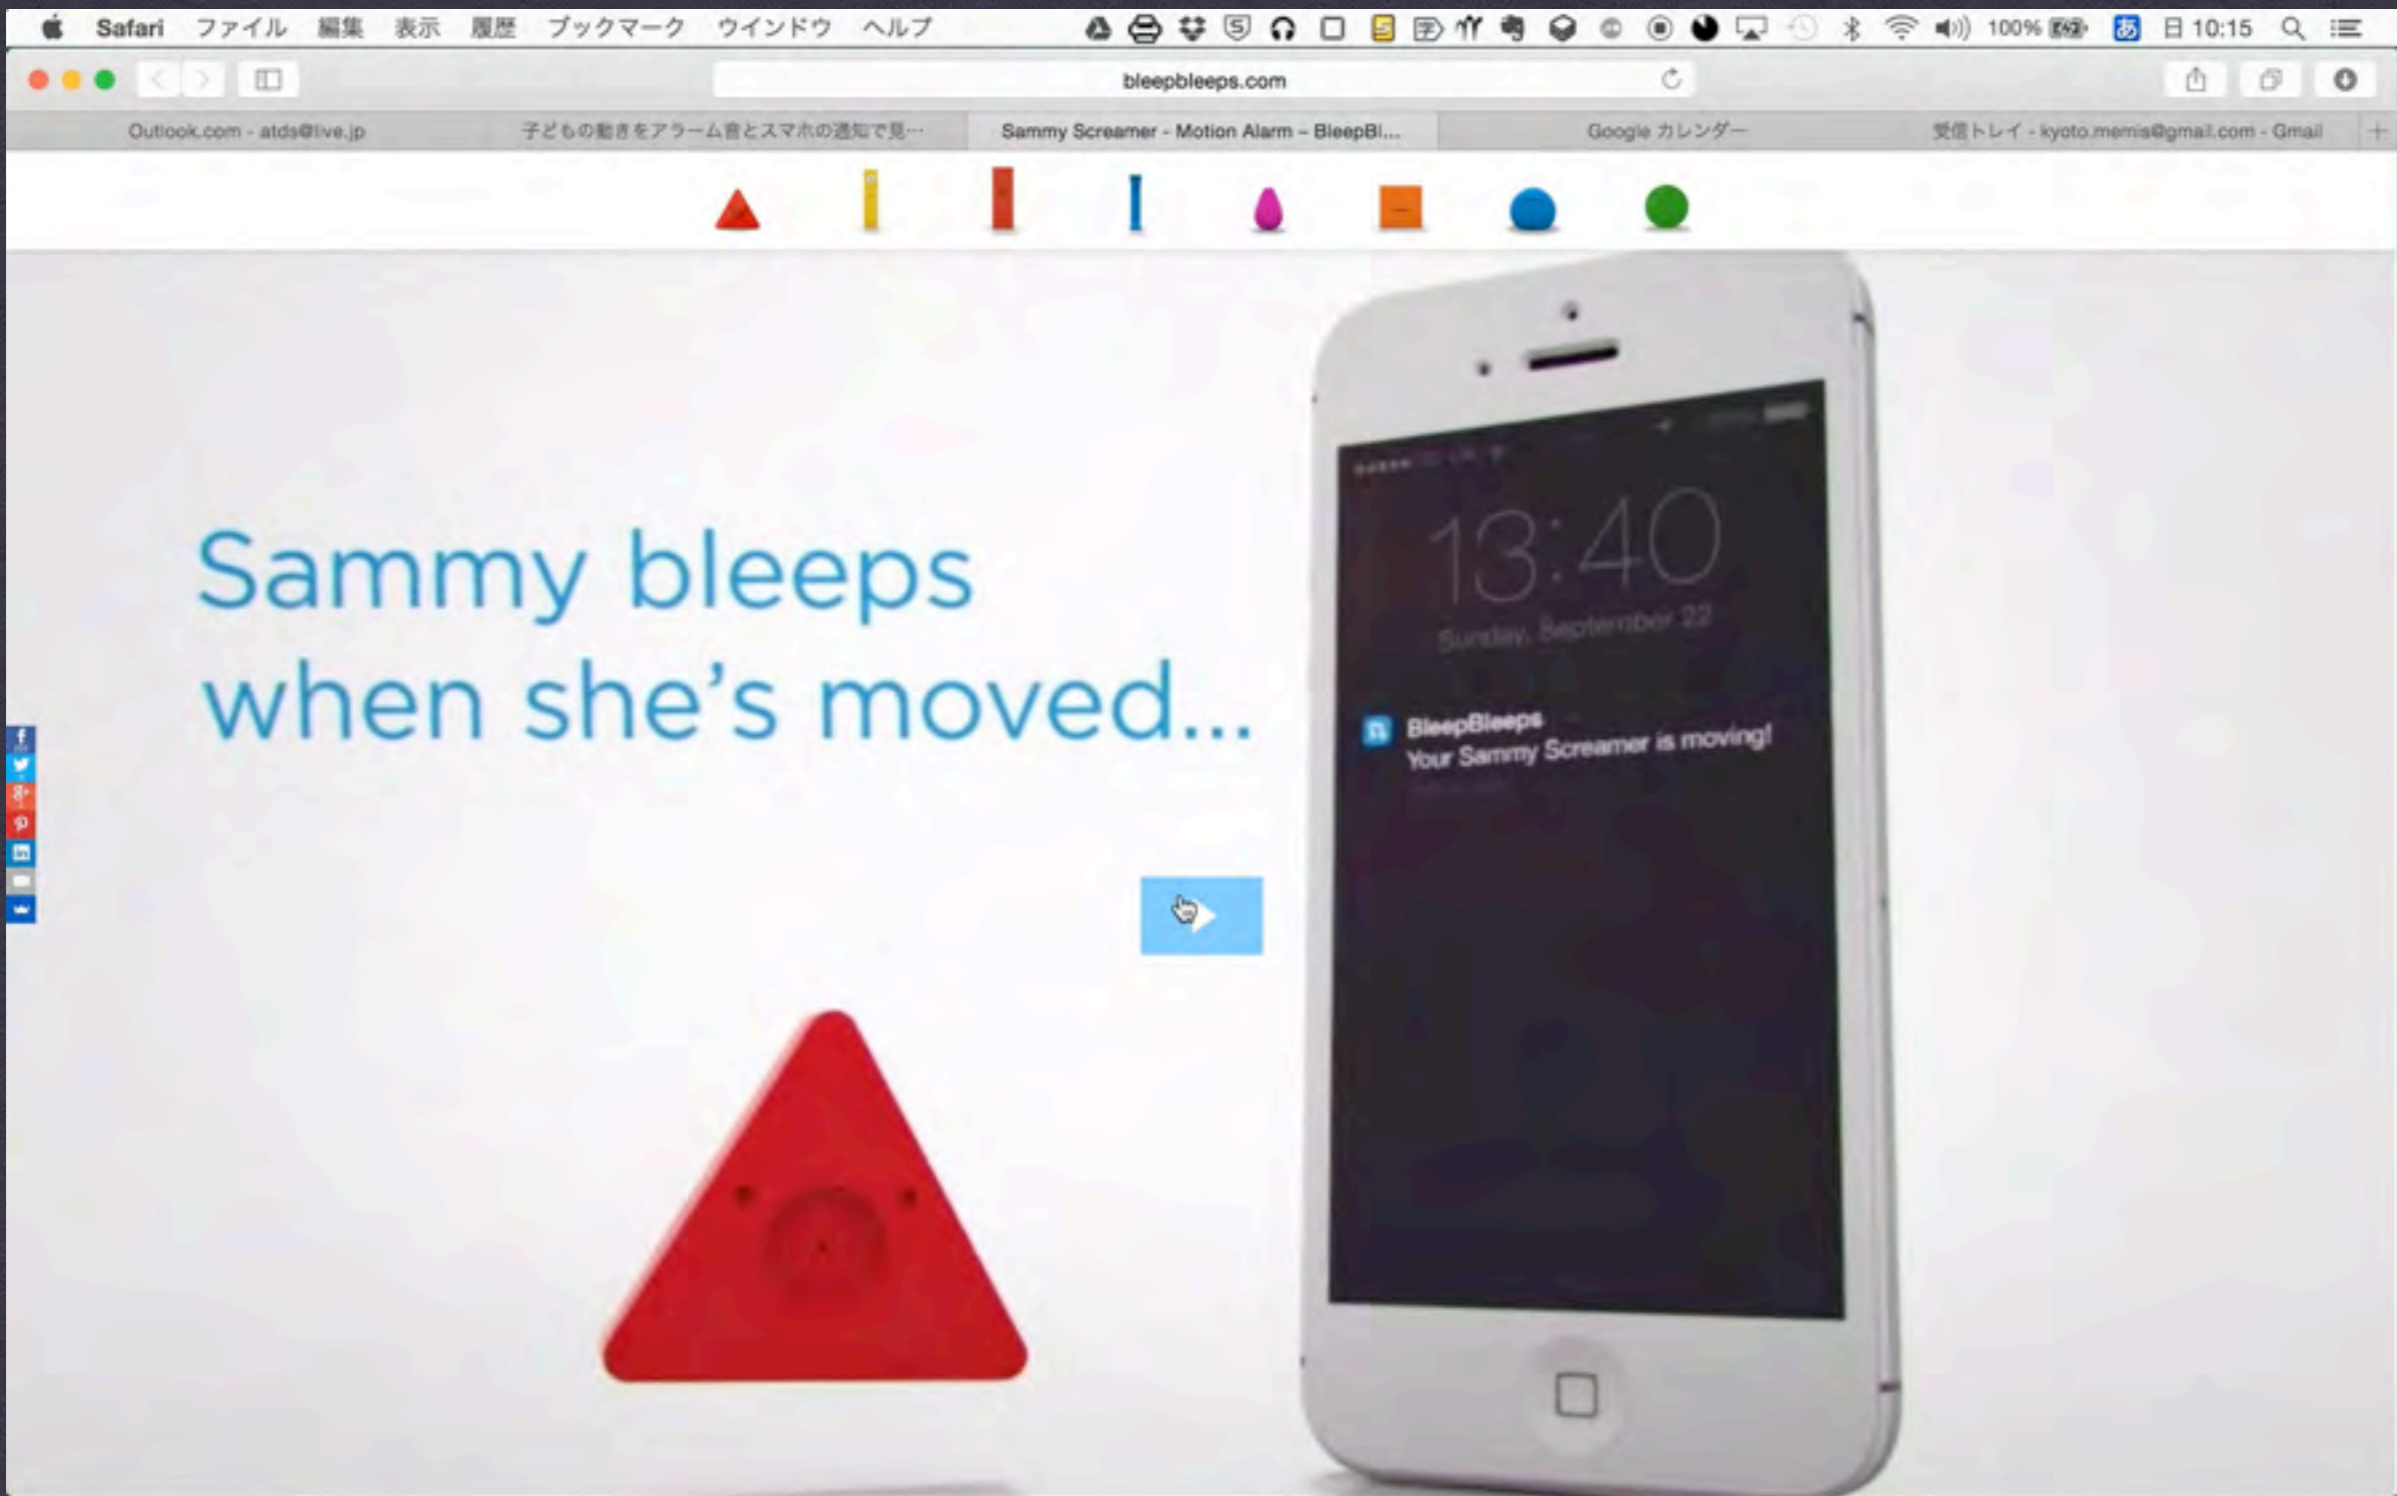 Safari ファイル 編集 表示 履歴 ブックマーク ウインドウ ヘルプ 100% あ 日 10:15
bleepbleeps.com
Outlook.com - atds@live.jp 子どもの動きをアラーム音とスマホの通知で見… Sammy Screamer - Motion Alarm – BleepBl... Google カレンダー 受信トレイ - kyoto.memis@gmail.com - Gmail
13:40
Sunday, September 22
Sammy bleeps
when she's moved...
BleepBleeps
Your Sammy Screamer is moving!